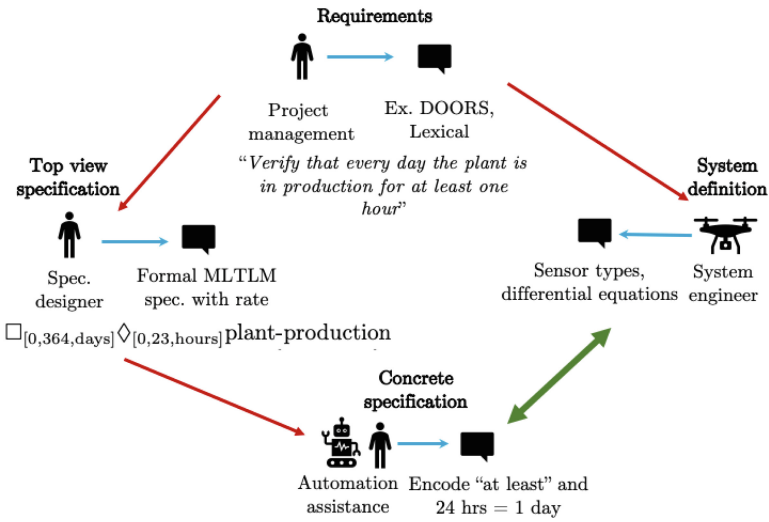 Requirements
Project
management
Ex. DOORS,
Lexical
“Verify that every day the plant is
in production for at least one
hour”
Top view
specification
Spec.
designer
Formal MLTLM
spec. with rate
□[0,364,days]◊[0,23,hours]plant-production
System
definition
Sensor types,
differential equations
System
engineer
Concrete
specification
Automation
assistance
Encode “at least” and
24 hrs = 1 day